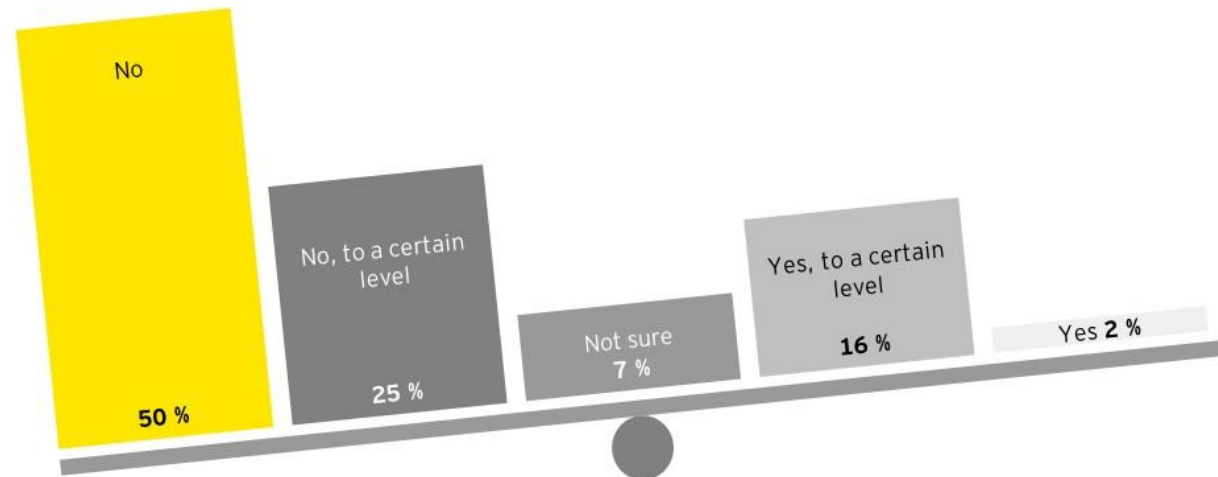 No
50 %
No, to a certain
level
25 %
Not sure
7 %
Yes, to a certain
level
16 %
Yes 2 %